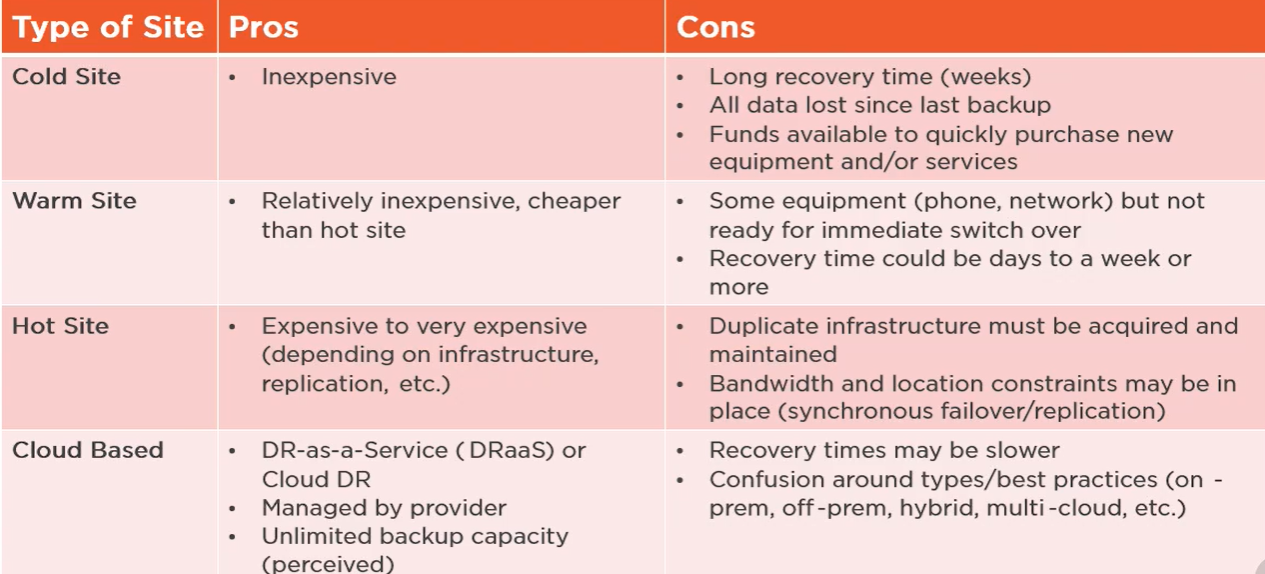 Type of Site
Pros
Cons
Cold Site
• Inexpensive
• Long recovery time (weeks)
• All data lost since last backup
• Funds available to quickly purchase new
equipment and/or services
Warm Site
• Relatively inexpensive, cheaper
than hot site
• Some equipment (phone, network) but not
ready for immediate switch over
• Recovery time could be days to a week or
more
Hot Site
• Expensive to very expensive
(depending on infrastructure,
replication, etc.)
• Duplicate infrastructure must be acquired and
maintained
• Bandwidth and location constraints may be in
place (synchronous failover/replication)
Cloud Based
• DR-as-a-Service (DRaaS) or
Cloud DR
• Managed by provider
• Unlimited backup capacity
(perceived)
• Recovery times may be slower
• Confusion around types/best practices (on -
prem, off-prem, hybrid, multi-cloud, etc.)